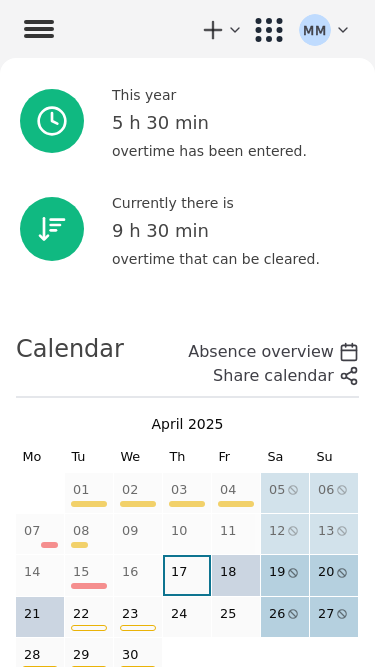 MM
This year
5 h 30 min
overtime has been entered.
Currently there is
9 h 30 min
overtime that can be cleared.
Calendar
Absence overview
Share calendar
April 2025
Mo Tu We Th Fr Sa Su
01 02 03 04 05 06
07 08 09 10 11 12 13
14 15 16 17 18 19 20
21 22 23 24 25 26 27
28 29 30